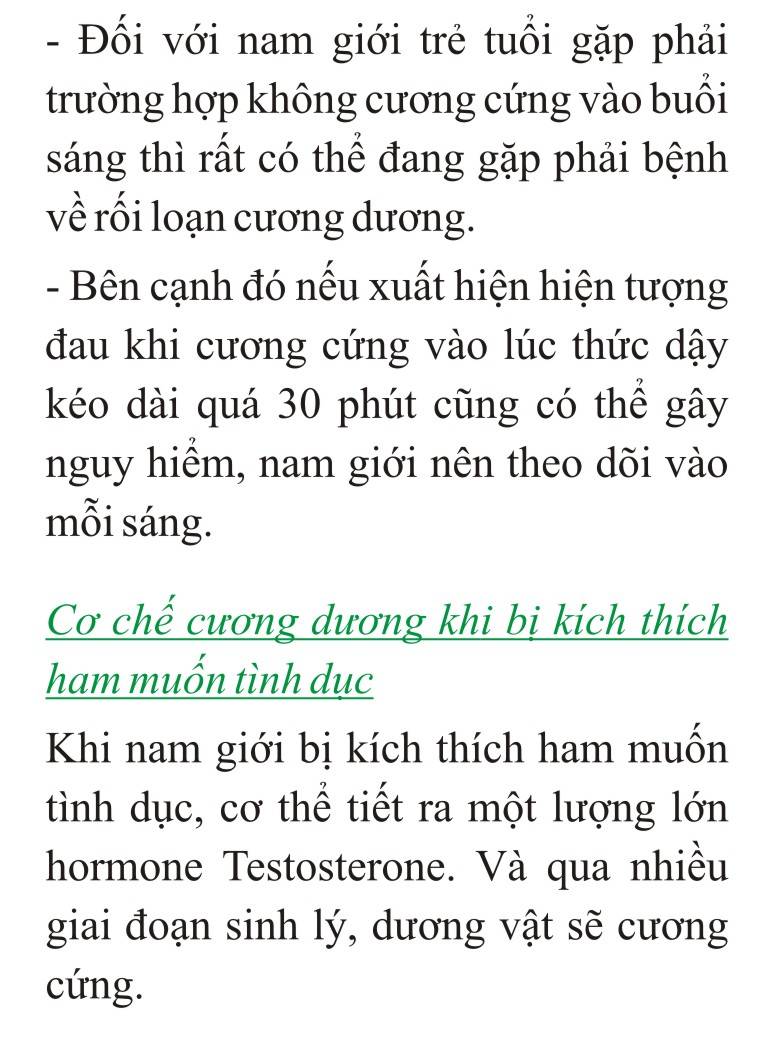 - Đối với nam giới trẻ tuổi gặp phải
trường hợp không cương cứng vào buổi
sáng thì rất có thể đang gặp phải bệnh
về rối loạn cương dương.
- Bên cạnh đó nếu xuất hiện hiện tượng
đau khi cương cứng vào lúc thức dậy
kéo dài quá 30 phút cũng có thể gây
nguy hiểm, nam giới nên theo dõi vào
mỗi sáng.
Cơ chế cương dương khi bị kích thích
ham muốn tình dục
Khi nam giới bị kích thích ham muốn
tình dục, cơ thể tiết ra một lượng lớn
hormone Testosterone. Và qua nhiều
giai đoạn sinh lý, dương vật sẽ cương
cứng.